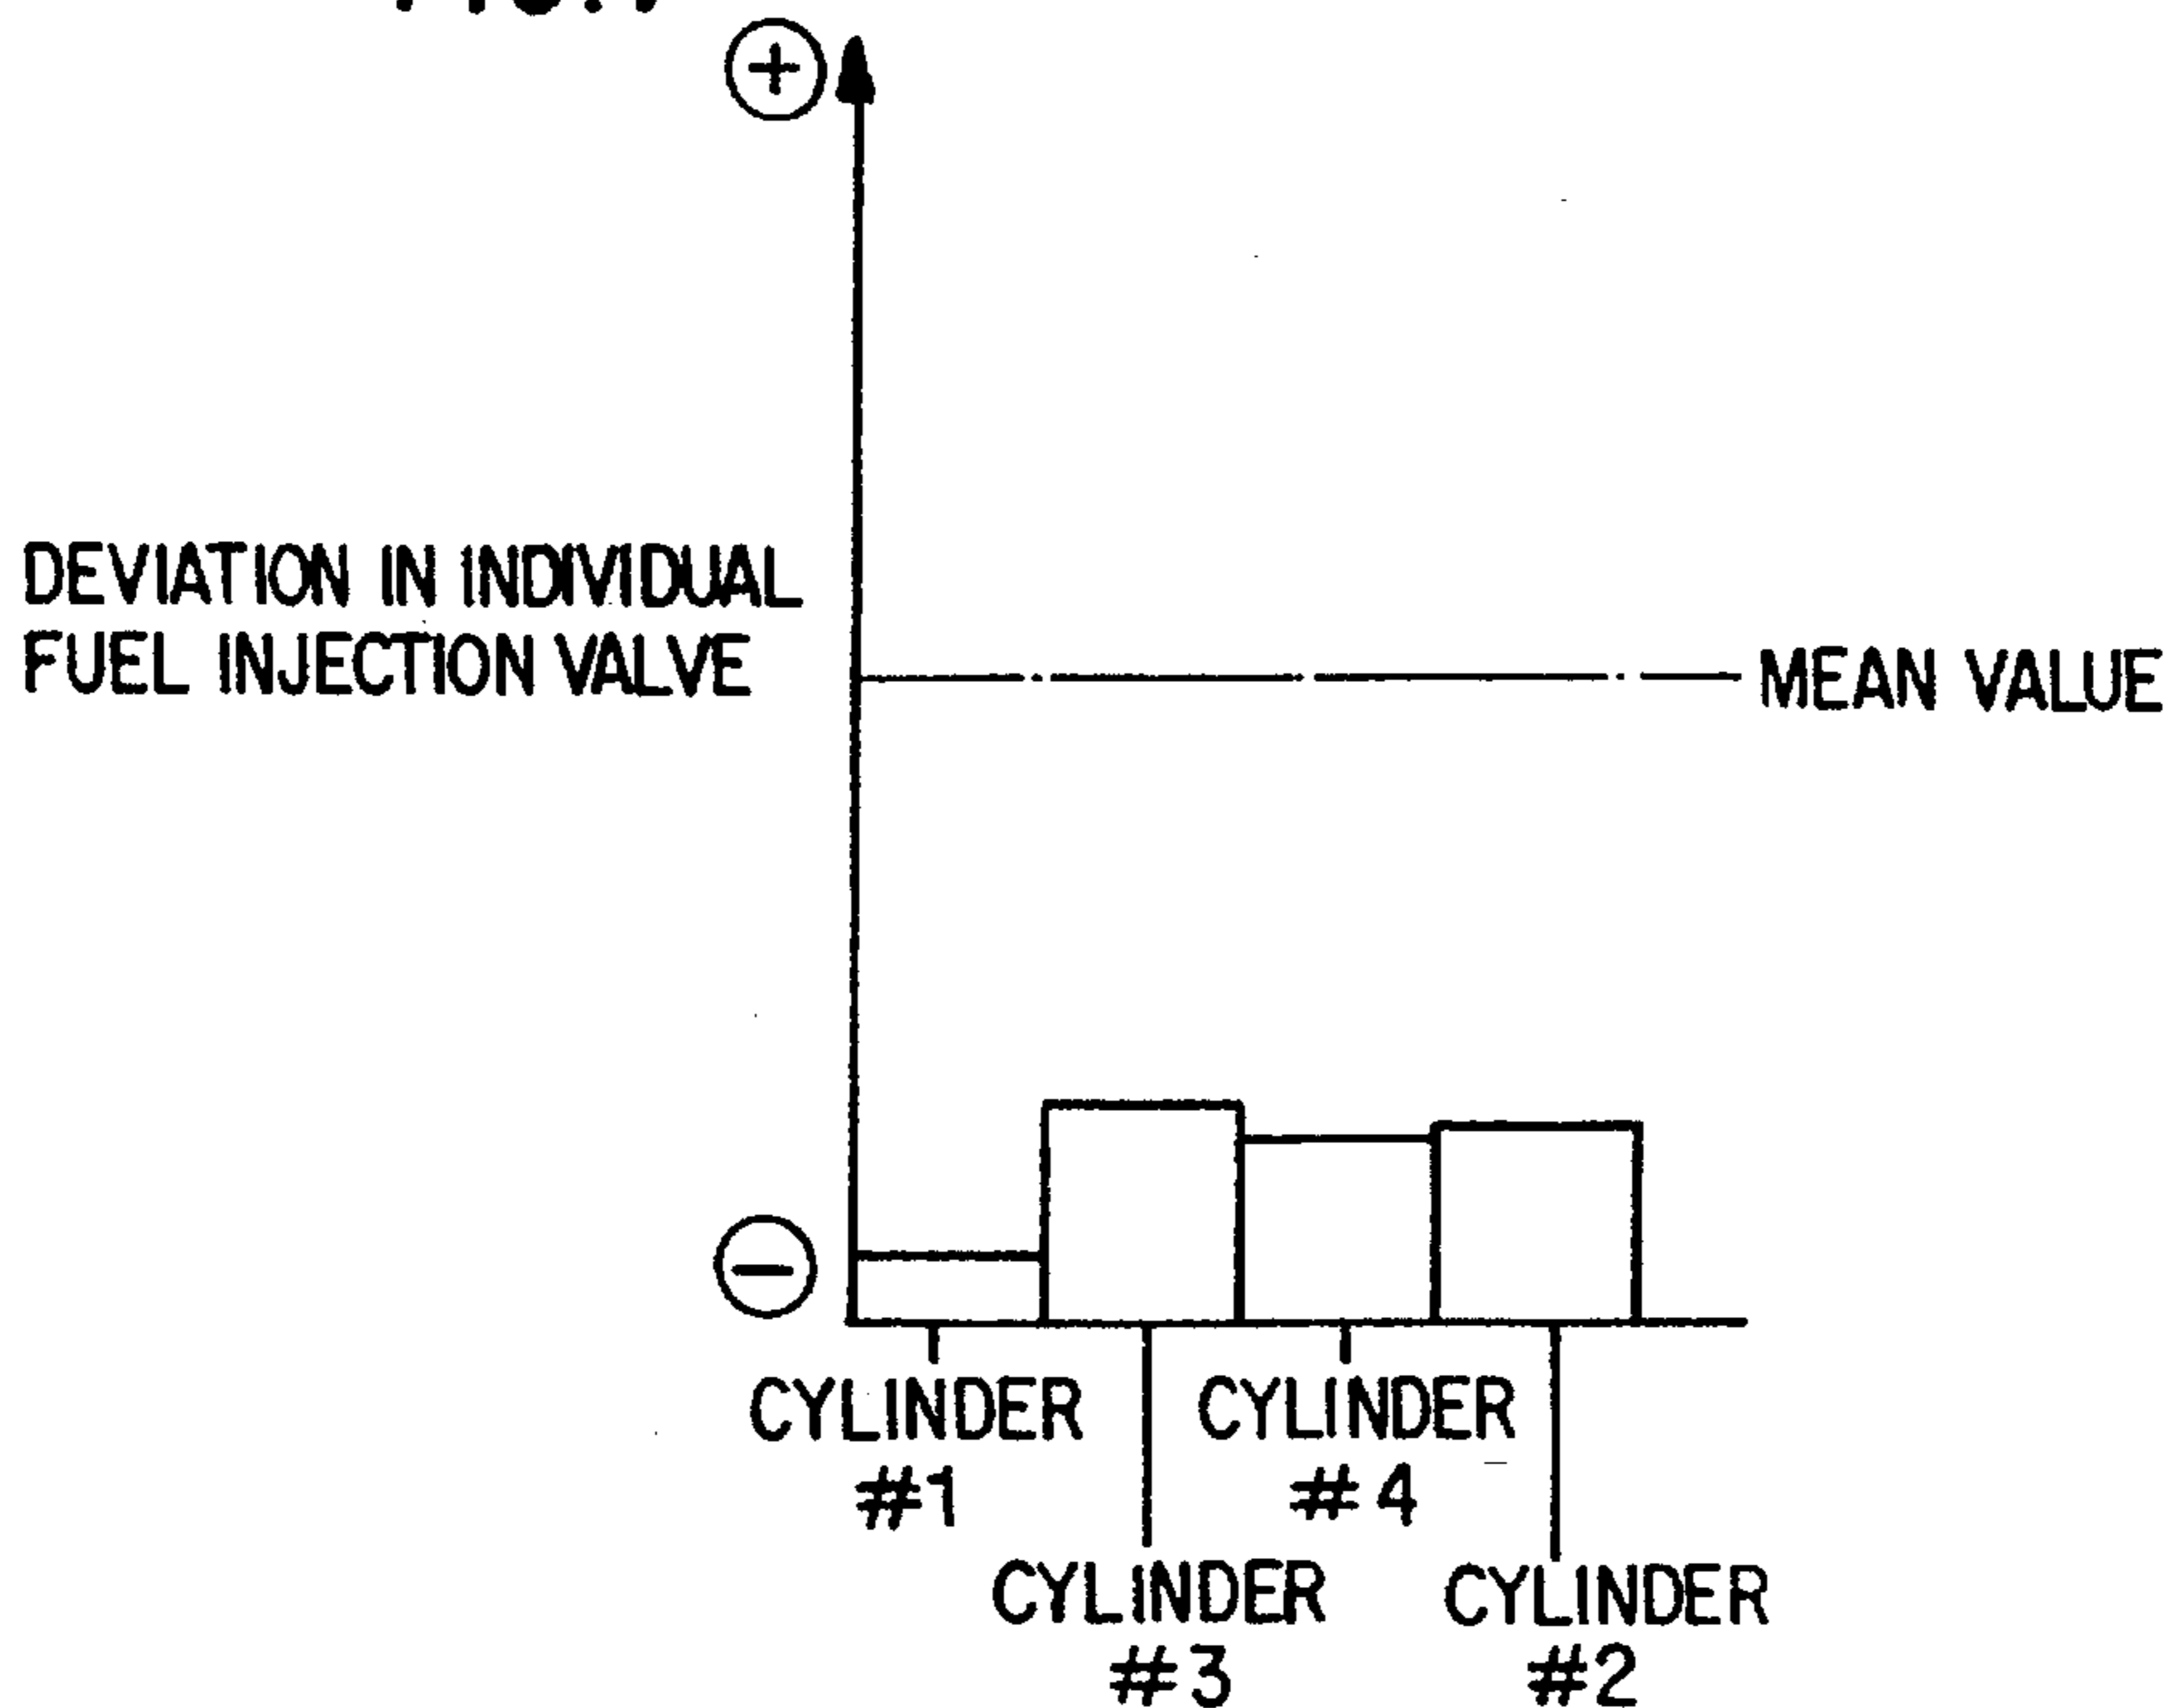 ⊕
DEVIATION IN INDIVIDUAL
FUEL INJECTION VALVE
MEAN VALUE
⊖
CYLINDER
#1
CYLINDER
#4
CYLINDER
#3
CYLINDER
#2